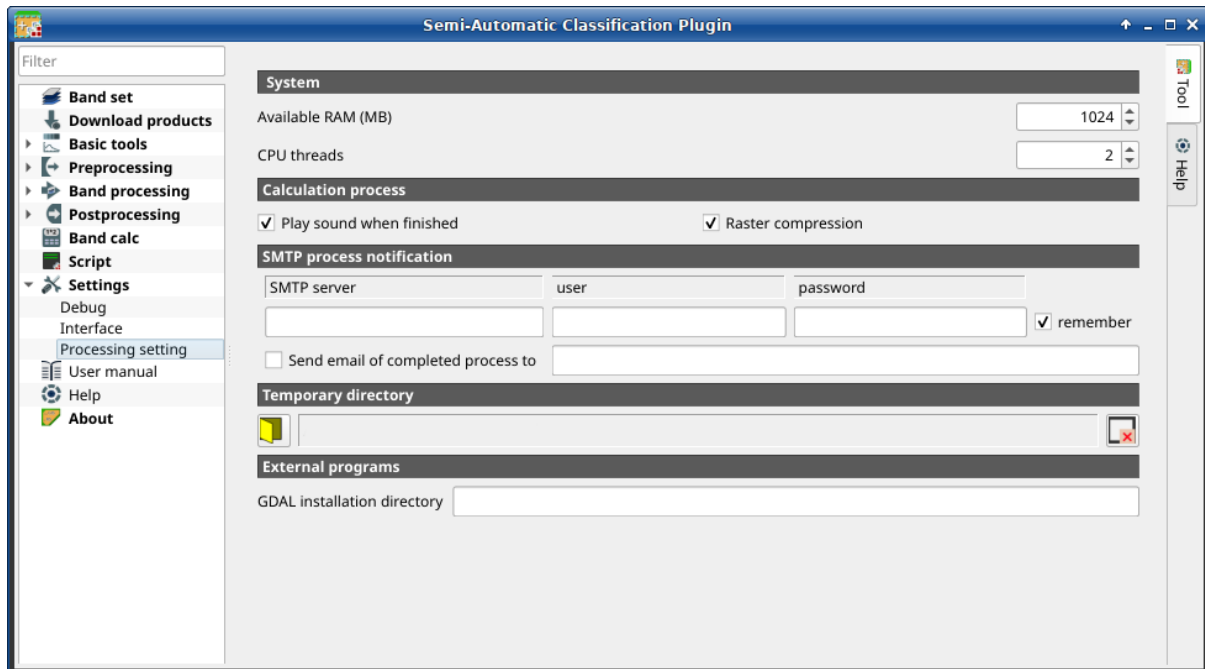 Semi-Automatic Classification Plugin
Filter
Band set
Download products
Basic tools
Preprocessing
Band processing
Postprocessing
Band calc
Script
Settings
Debug
Interface
Processing setting
User manual
Help
About
System
Available RAM (MB) 1024
CPU threads 2
Calculation process
Play sound when finished Raster compression
SMTP process notification
SMTP server user password
remember
Send email of completed process to
Temporary directory
External programs
GDAL installation directory
Tool
Help